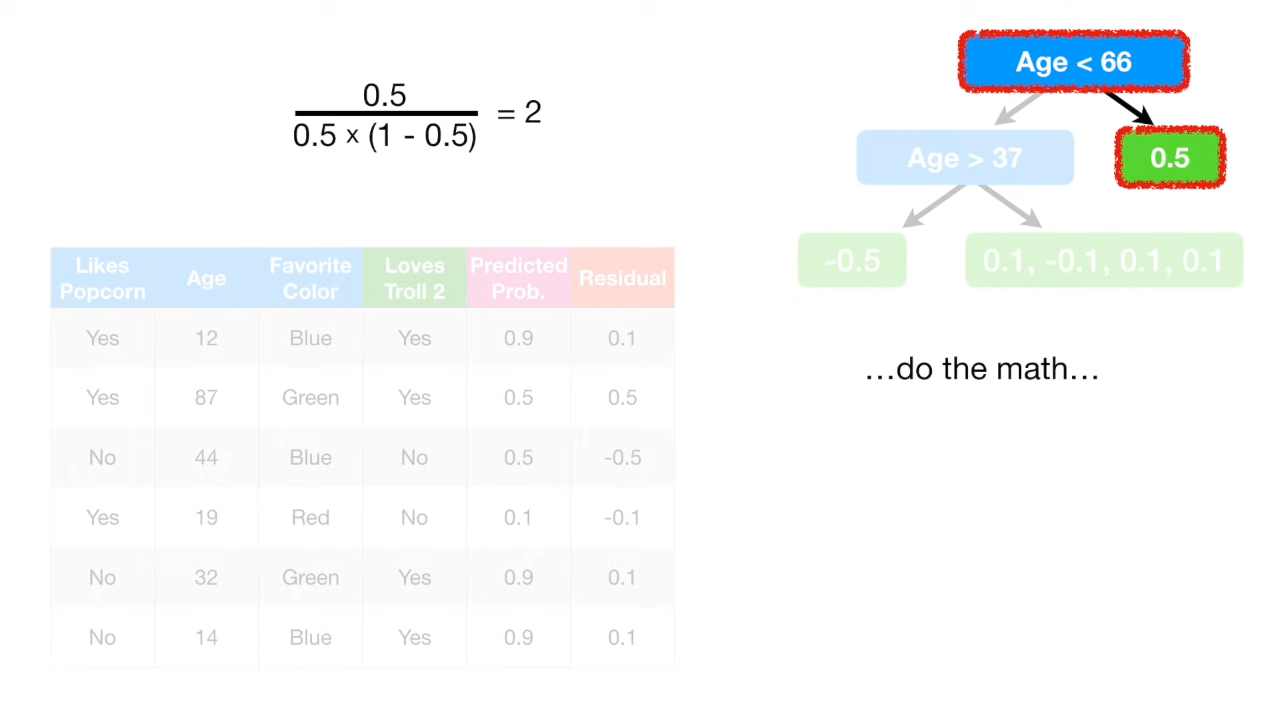 0.5
0.5 × (1 - 0.5)
= 2
Age < 66
Age > 37
0.5
-0.5
0.1, -0.1, 0.1, 0.1
…do the math…
Likes Popcorn Age Favorite Color Loves Troll 2 Predicted Prob. Residual
Yes 12 Blue Yes 0.9 0.1
Yes 87 Green Yes 0.5 0.5
No 44 Blue No 0.5 -0.5
Yes 19 Red No 0.1 -0.1
No 32 Green Yes 0.9 0.1
No 14 Blue Yes 0.9 0.1